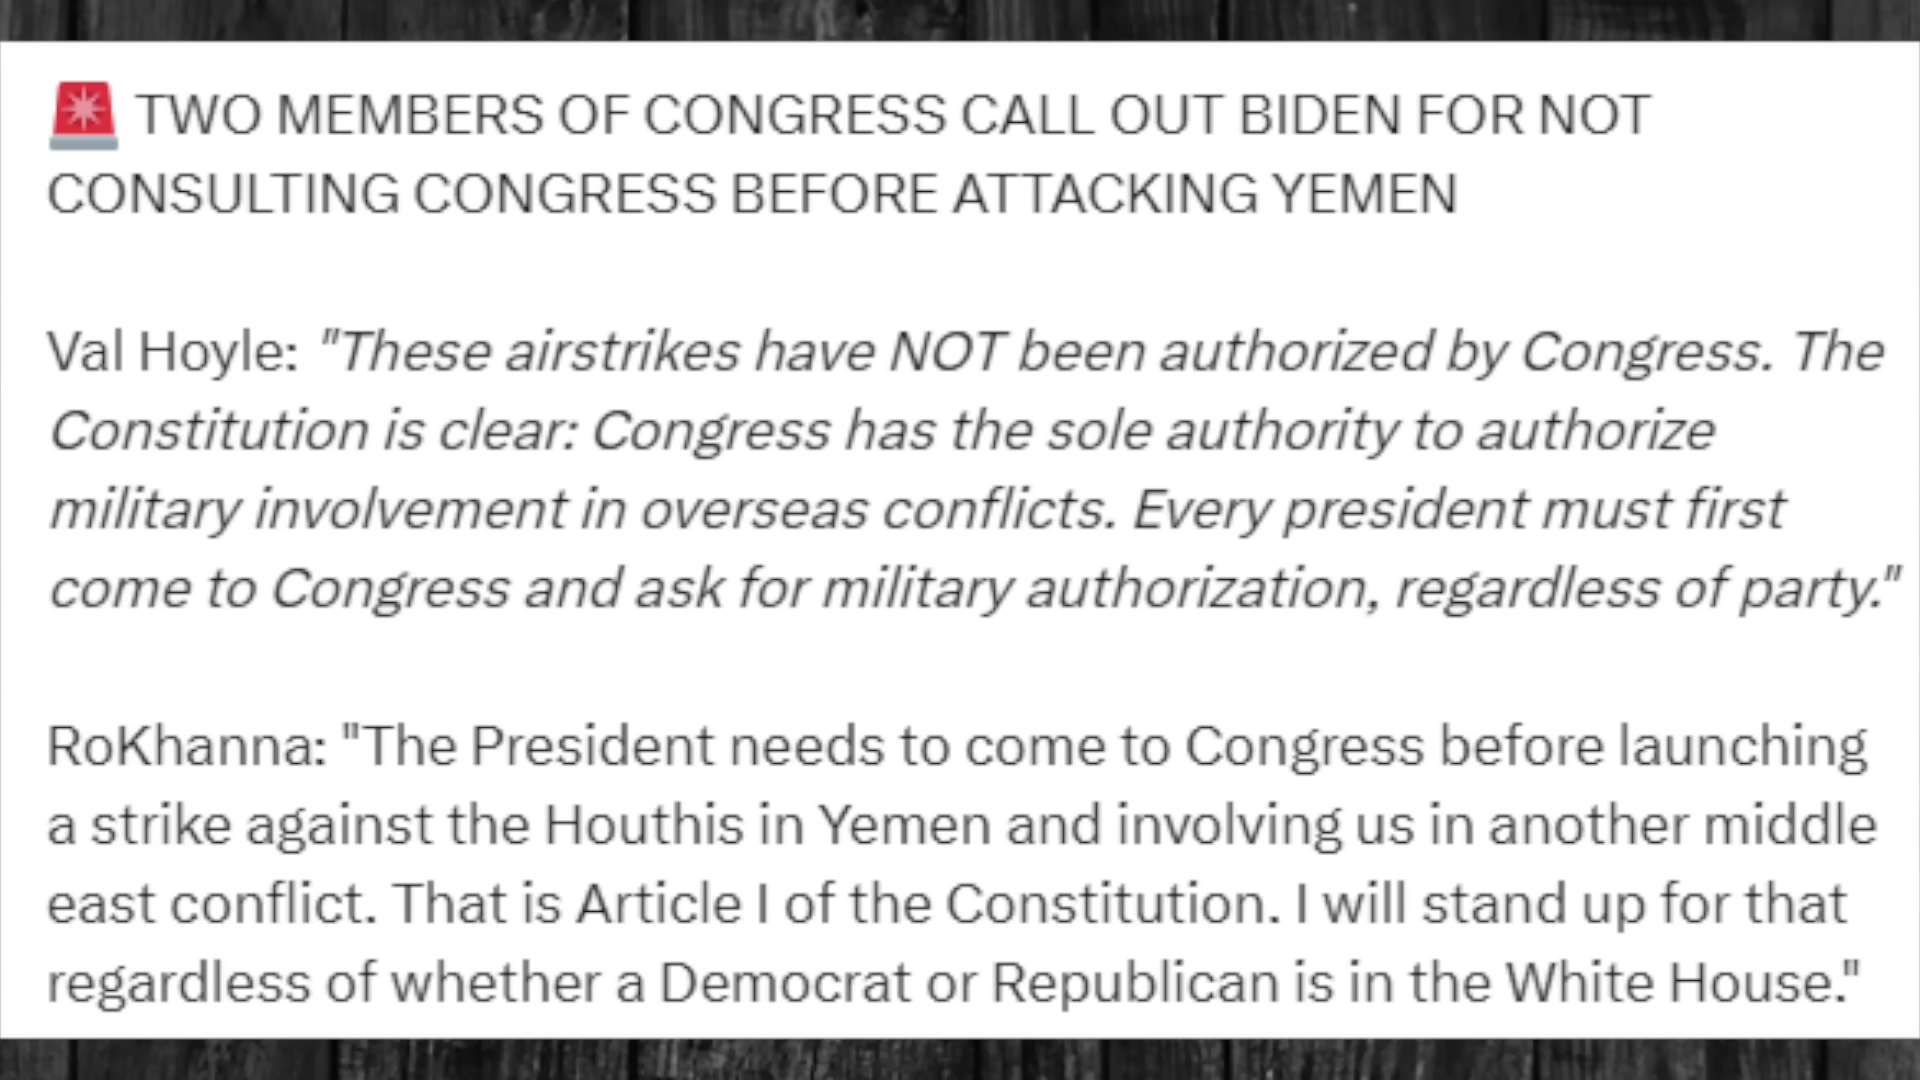 🚨 TWO MEMBERS OF CONGRESS CALL OUT BIDEN FOR NOT
CONSULTING CONGRESS BEFORE ATTACKING YEMEN
Val Hoyle: "These airstrikes have NOT been authorized by Congress. The
Constitution is clear: Congress has the sole authority to authorize
military involvement in overseas conflicts. Every president must first
come to Congress and ask for military authorization, regardless of party."
RoKhanna: "The President needs to come to Congress before launching
a strike against the Houthis in Yemen and involving us in another middle
east conflict. That is Article I of the Constitution. I will stand up for that
regardless of whether a Democrat or Republican is in the White House."